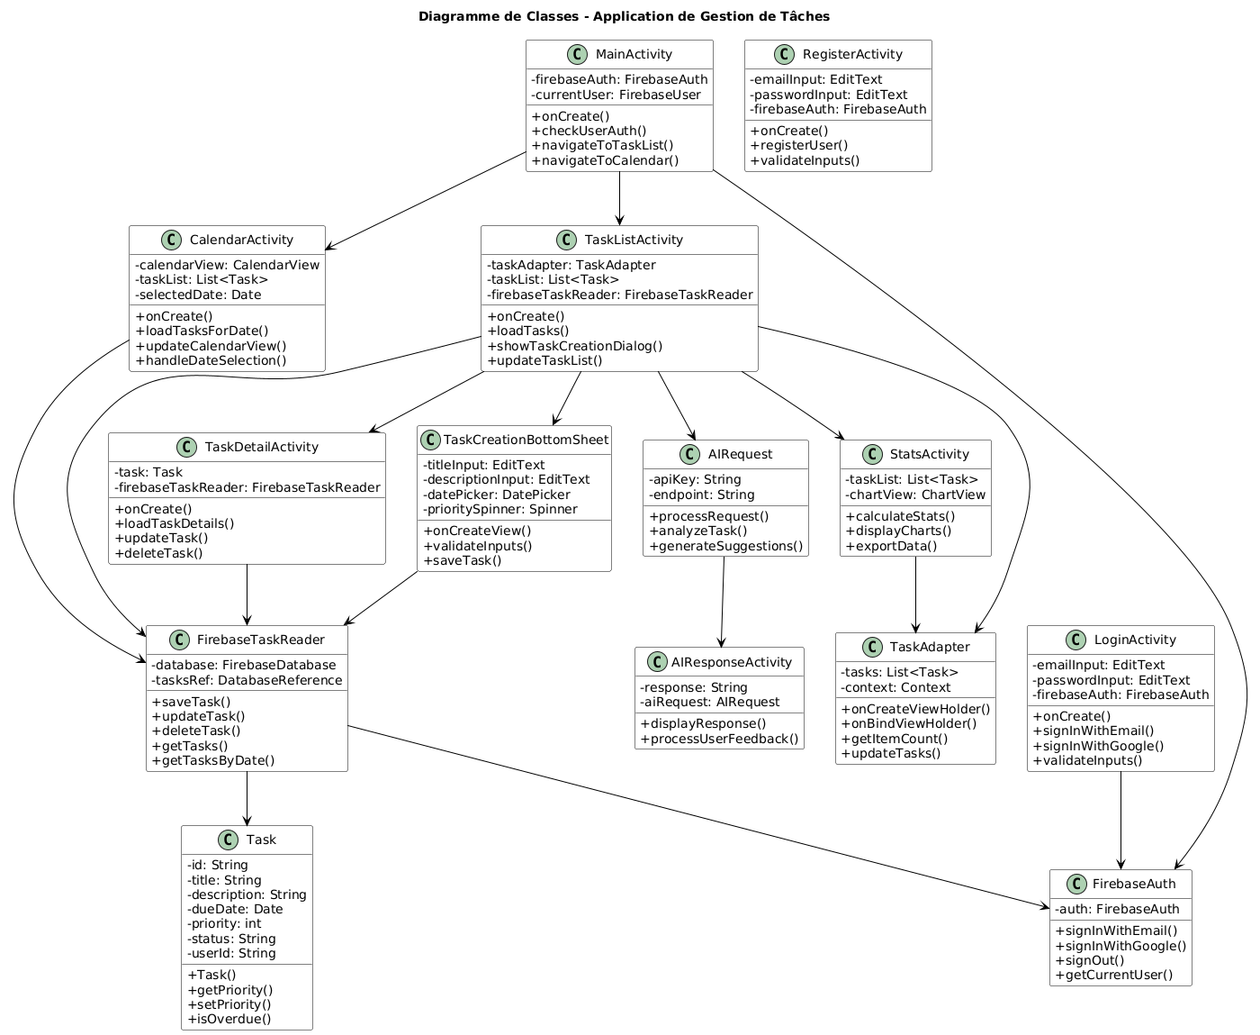 Diagramme de Classes - Application de Gestion de Tâches
C MainActivity
-firebaseAuth: FirebaseAuth
-currentUser: FirebaseUser
+onCreate()
+checkUserAuth()
+navigateToTaskList()
+navigateToCalendar()
C RegisterActivity
-emailInput: EditText
-passwordInput: EditText
-firebaseAuth: FirebaseAuth
+onCreate()
+registerUser()
+validateInputs()
C CalendarActivity
-calendarView: CalendarView
-taskList: List<Task>
-selectedDate: Date
+onCreate()
+loadTasksForDate()
+updateCalendarView()
+handleDateSelection()
C TaskListActivity
-taskAdapter: TaskAdapter
-taskList: List<Task>
-firebaseTaskReader: FirebaseTaskReader
+onCreate()
+loadTasks()
+showTaskCreationDialog()
+updateTaskList()
C TaskDetailActivity
-task: Task
-firebaseTaskReader: FirebaseTaskReader
+onCreate()
+loadTaskDetails()
+updateTask()
+deleteTask()
C TaskCreationBottomSheet
-titleInput: EditText
-descriptionInput: EditText
-datePicker: DatePicker
-prioritySpinner: Spinner
+onCreateView()
+validateInputs()
+saveTask()
C AIRequest
-apiKey: String
-endpoint: String
+processRequest()
+analyzeTask()
+generateSuggestions()
C StatsActivity
-taskList: List<Task>
-chartView: ChartView
+calculateStats()
+displayCharts()
+exportData()
C FirebaseTaskReader
-database: FirebaseDatabase
-tasksRef: DatabaseReference
+saveTask()
+updateTask()
+deleteTask()
+getTasks()
+getTasksByDate()
C AIResponseActivity
-response: String
-aiRequest: AIRequest
+displayResponse()
+processUserFeedback()
C TaskAdapter
-tasks: List<Task>
-context: Context
+onCreateViewHolder()
+onBindViewHolder()
+getItemCount()
+updateTasks()
C LoginActivity
-emailInput: EditText
-passwordInput: EditText
-firebaseAuth: FirebaseAuth
+onCreate()
+signInWithEmail()
+signInWithGoogle()
+validateInputs()
C Task
-id: String
-title: String
-description: String
-dueDate: Date
-priority: int
-status: String
-userId: String
+Task()
+getPriority()
+setPriority()
+isOverdue()
C FirebaseAuth
-auth: FirebaseAuth
+signInWithEmail()
+signInWithGoogle()
+signOut()
+getCurrentUser()